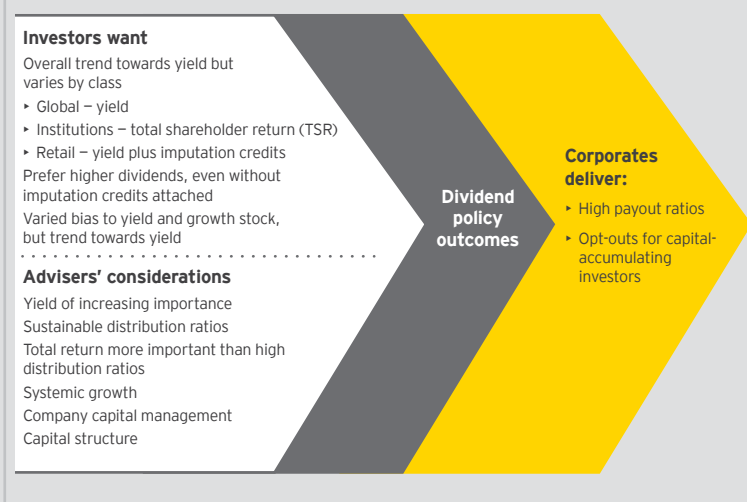 Investors want
Overall trend towards yield but
varies by class
‣ Global – yield
‣ Institutions – total shareholder return (TSR)
‣ Retail – yield plus imputation credits
Prefer higher dividends, even without
imputation credits attached
Varied bias to yield and growth stock,
but trend towards yield
Advisers’ considerations
Yield of increasing importance
Sustainable distribution ratios
Total return more important than high
distribution ratios
Systemic growth
Company capital management
Capital structure
Dividend
policy
outcomes
Corporates
deliver:
‣ High payout ratios
‣ Opt-outs for capital-
accumulating
investors